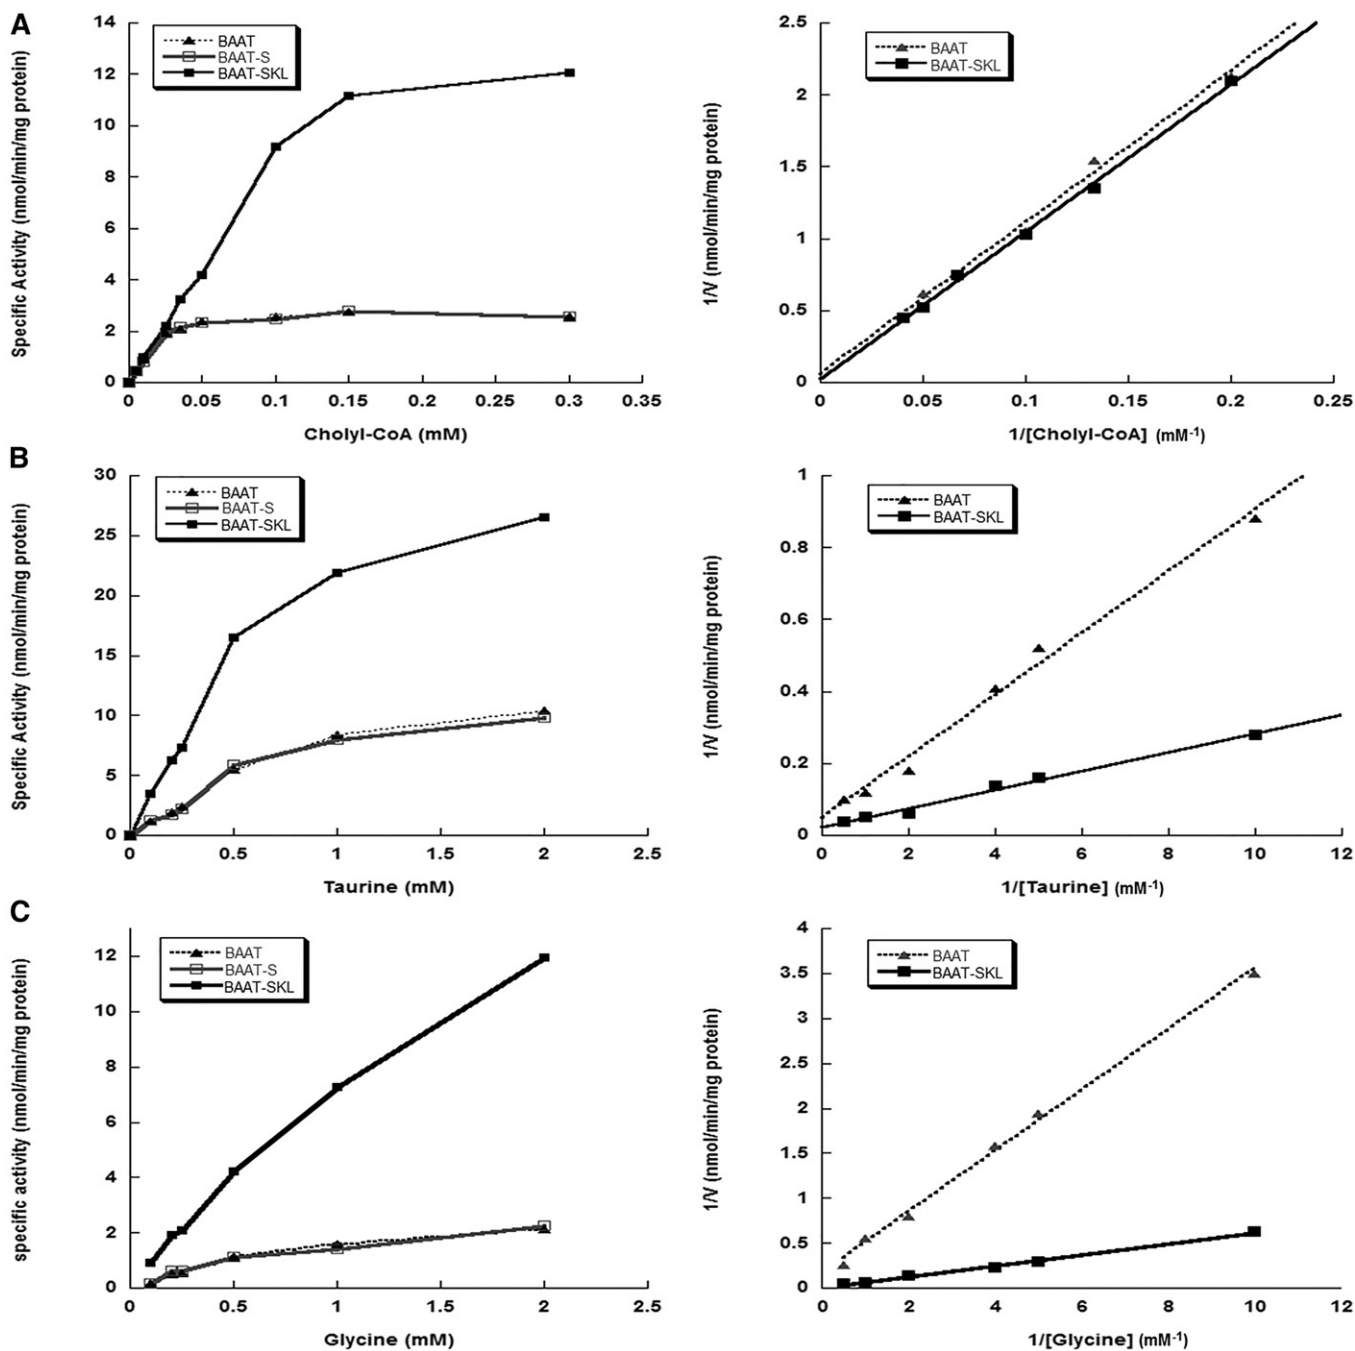 A
Specific Activity (nmol/min/mg protein)
14
12
10
8
6
4
2
0
BAAT
BAAT-S
BAAT-SKL
0
0.05
0.1
0.15
0.2
0.25
0.3
0.35
Cholyl-CoA (mM)
1/V (nmol/min/mg protein)
2.5
2
1.5
1
0.5
0
BAAT
BAAT-SKL
0
0.05
0.1
0.15
0.2
0.25
1/[Cholyl-CoA] (mM-1)
B
Specific Activity (nmol/min/mg protein)
30
25
20
15
10
5
0
BAAT
BAAT-S
BAAT-SKL
0
0.5
1
1.5
2
2.5
Taurine (mM)
1/V (nmol/min/mg protein)
1
0.8
0.6
0.4
0.2
0
BAAT
BAAT-SKL
0
2
4
6
8
10
12
1/[Taurine] (mM-1)
C
specific activity (nmol/min/mg protein)
12
10
8
6
4
2
0
BAAT
BAAT-S
BAAT-SKL
0
0.5
1
1.5
2
2.5
Glycine (mM)
1/V (nmol/min/mg protein)
4
3.5
3
2.5
2
1.5
1
0.5
0
BAAT
BAAT-SKL
0
2
4
6
8
10
12
1/[Glycine] (mM-1)